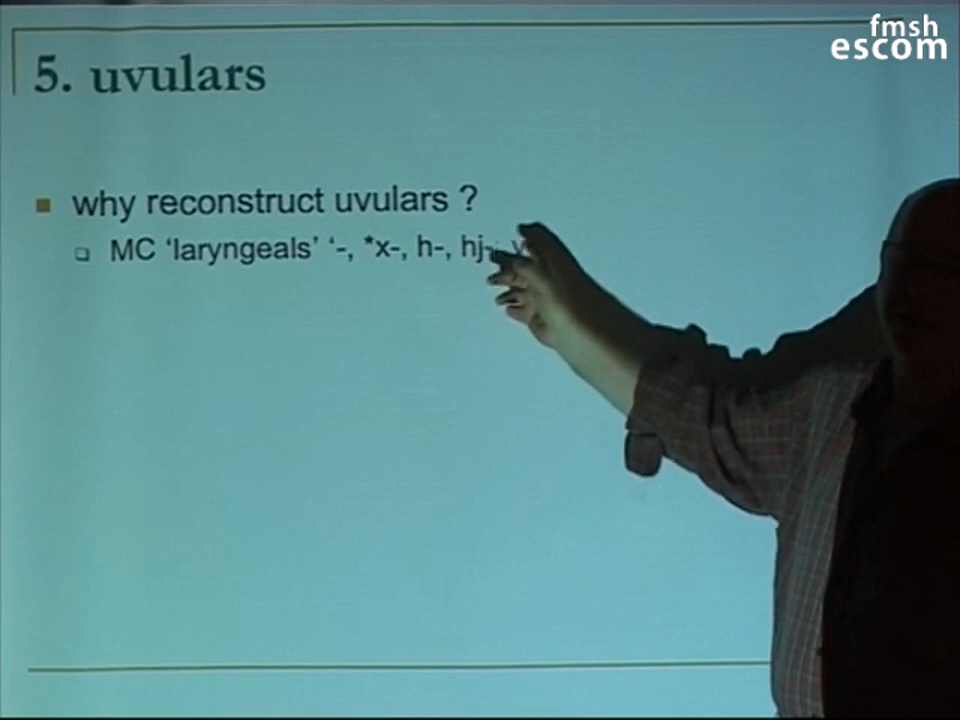 fmsh
escom
5. uvulars
why reconstruct uvulars ?
MC ‘laryngeals’ ‘-, *x-, h-, hj-,